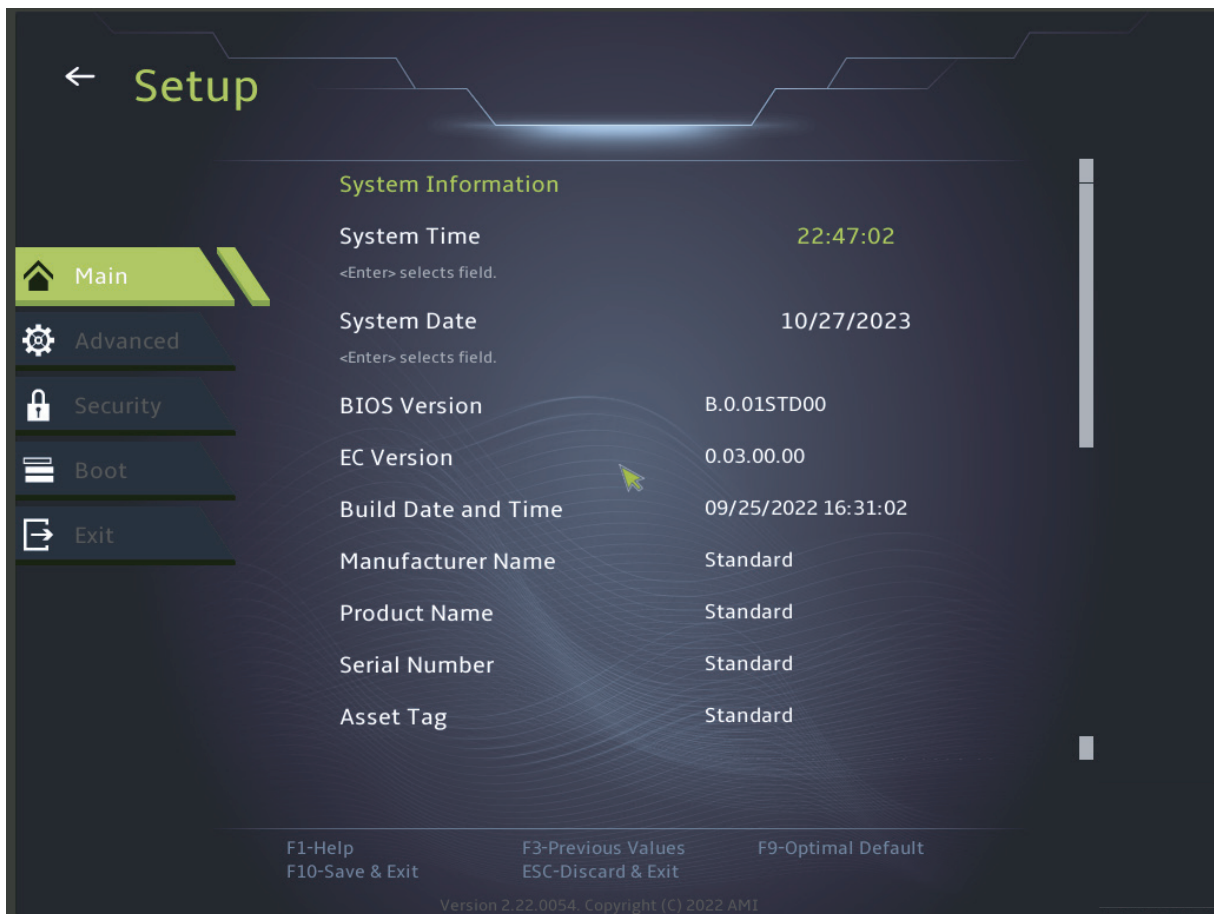 Setup
System Information
System Time 22:47:02
<Enter> selects field.
Main
System Date 10/27/2023
Advanced
<Enter> selects field.
Security
BIOS Version B.0.01STD00
EC Version 0.03.00.00
Boot
Build Date and Time 09/25/2022 16:31:02
Exit
Manufacturer Name Standard
Product Name Standard
Serial Number Standard
Asset Tag Standard
F1-Help F3-Previous Values F9-Optimal Default
F10-Save & Exit ESC-Discard & Exit
Version 2.22.0054. Copyright (C) 2022 AMI